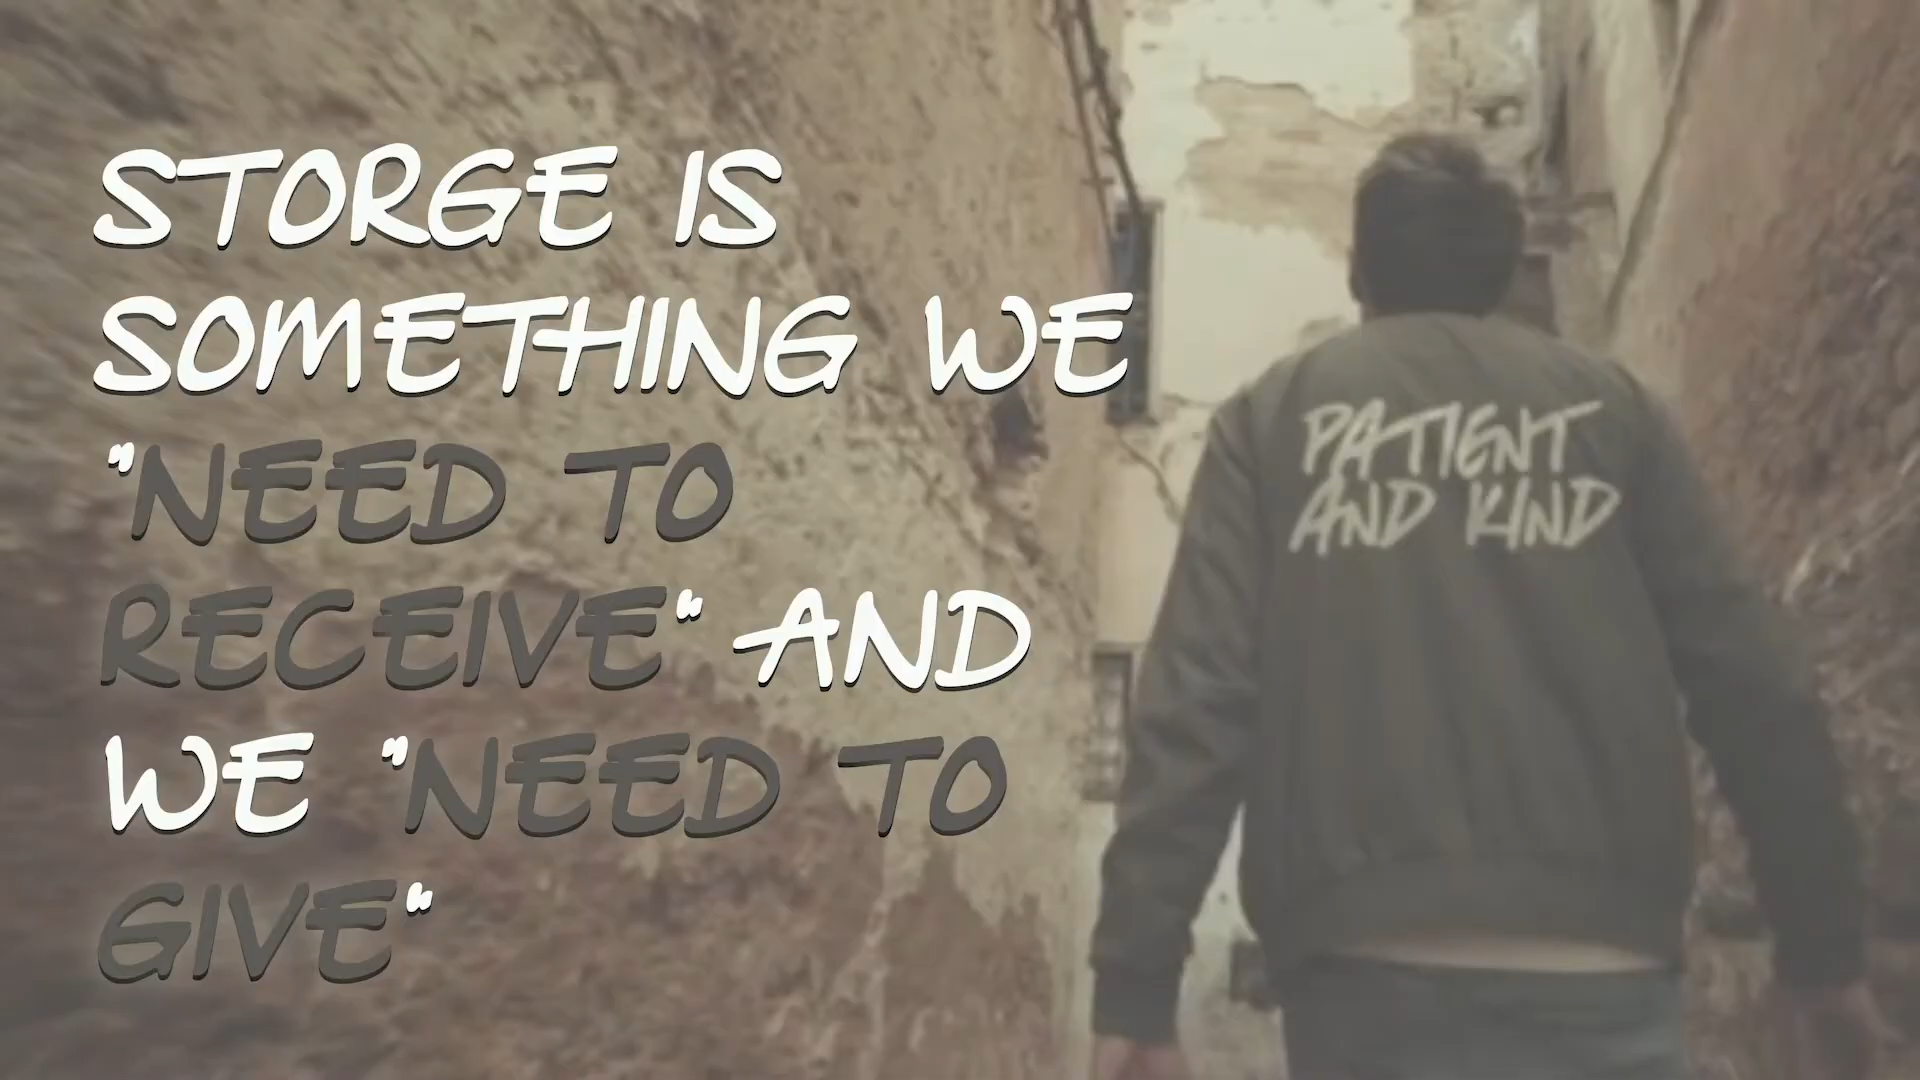 STORGE IS
SOMETHING WE
"NEED TO
RECEIVE" AND
WE "NEED TO
GIVE"
PATIENT
AND KIND